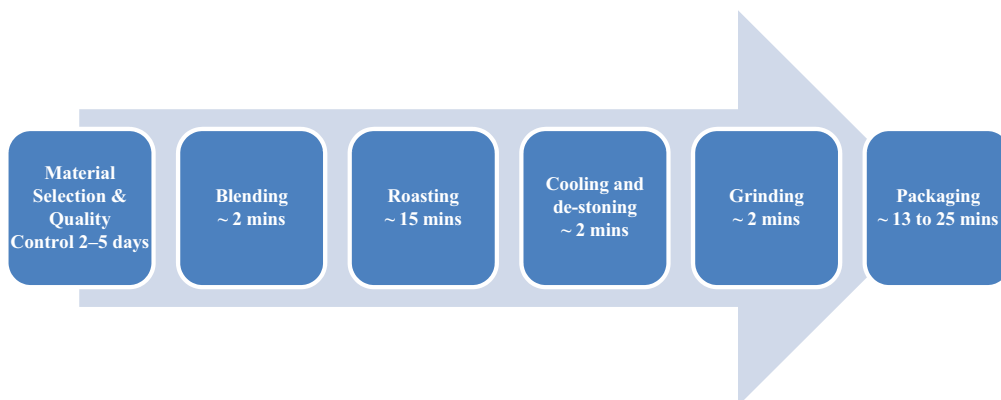 Material
Selection &
Quality
Control 2–5 days
Blending
~ 2 mins
Roasting
~ 15 mins
Cooling and
de-stoning
~ 2 mins
Grinding
~ 2 mins
Packaging
~ 13 to 25 mins